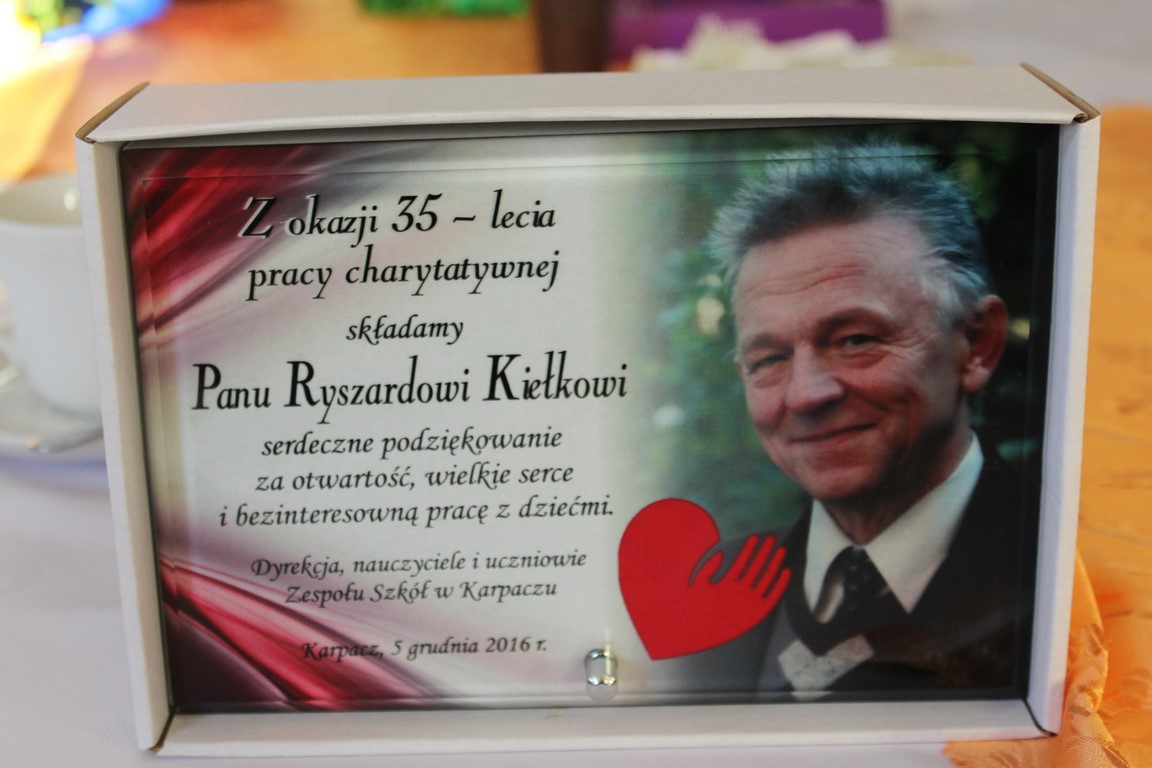 Z okazji 35 – lecia
pracy charytatywnej
składamy
Panu Ryszardowi Kiełkowi
serdeczne podziękowanie
za otwartość, wielkie serce
i bezinteresowną pracę z dziećmi.
Dyrekcja, nauczyciele i uczniowie
Zespołu Szkół w Karpaczu
Karpacz, 5 grudnia 2016 r.